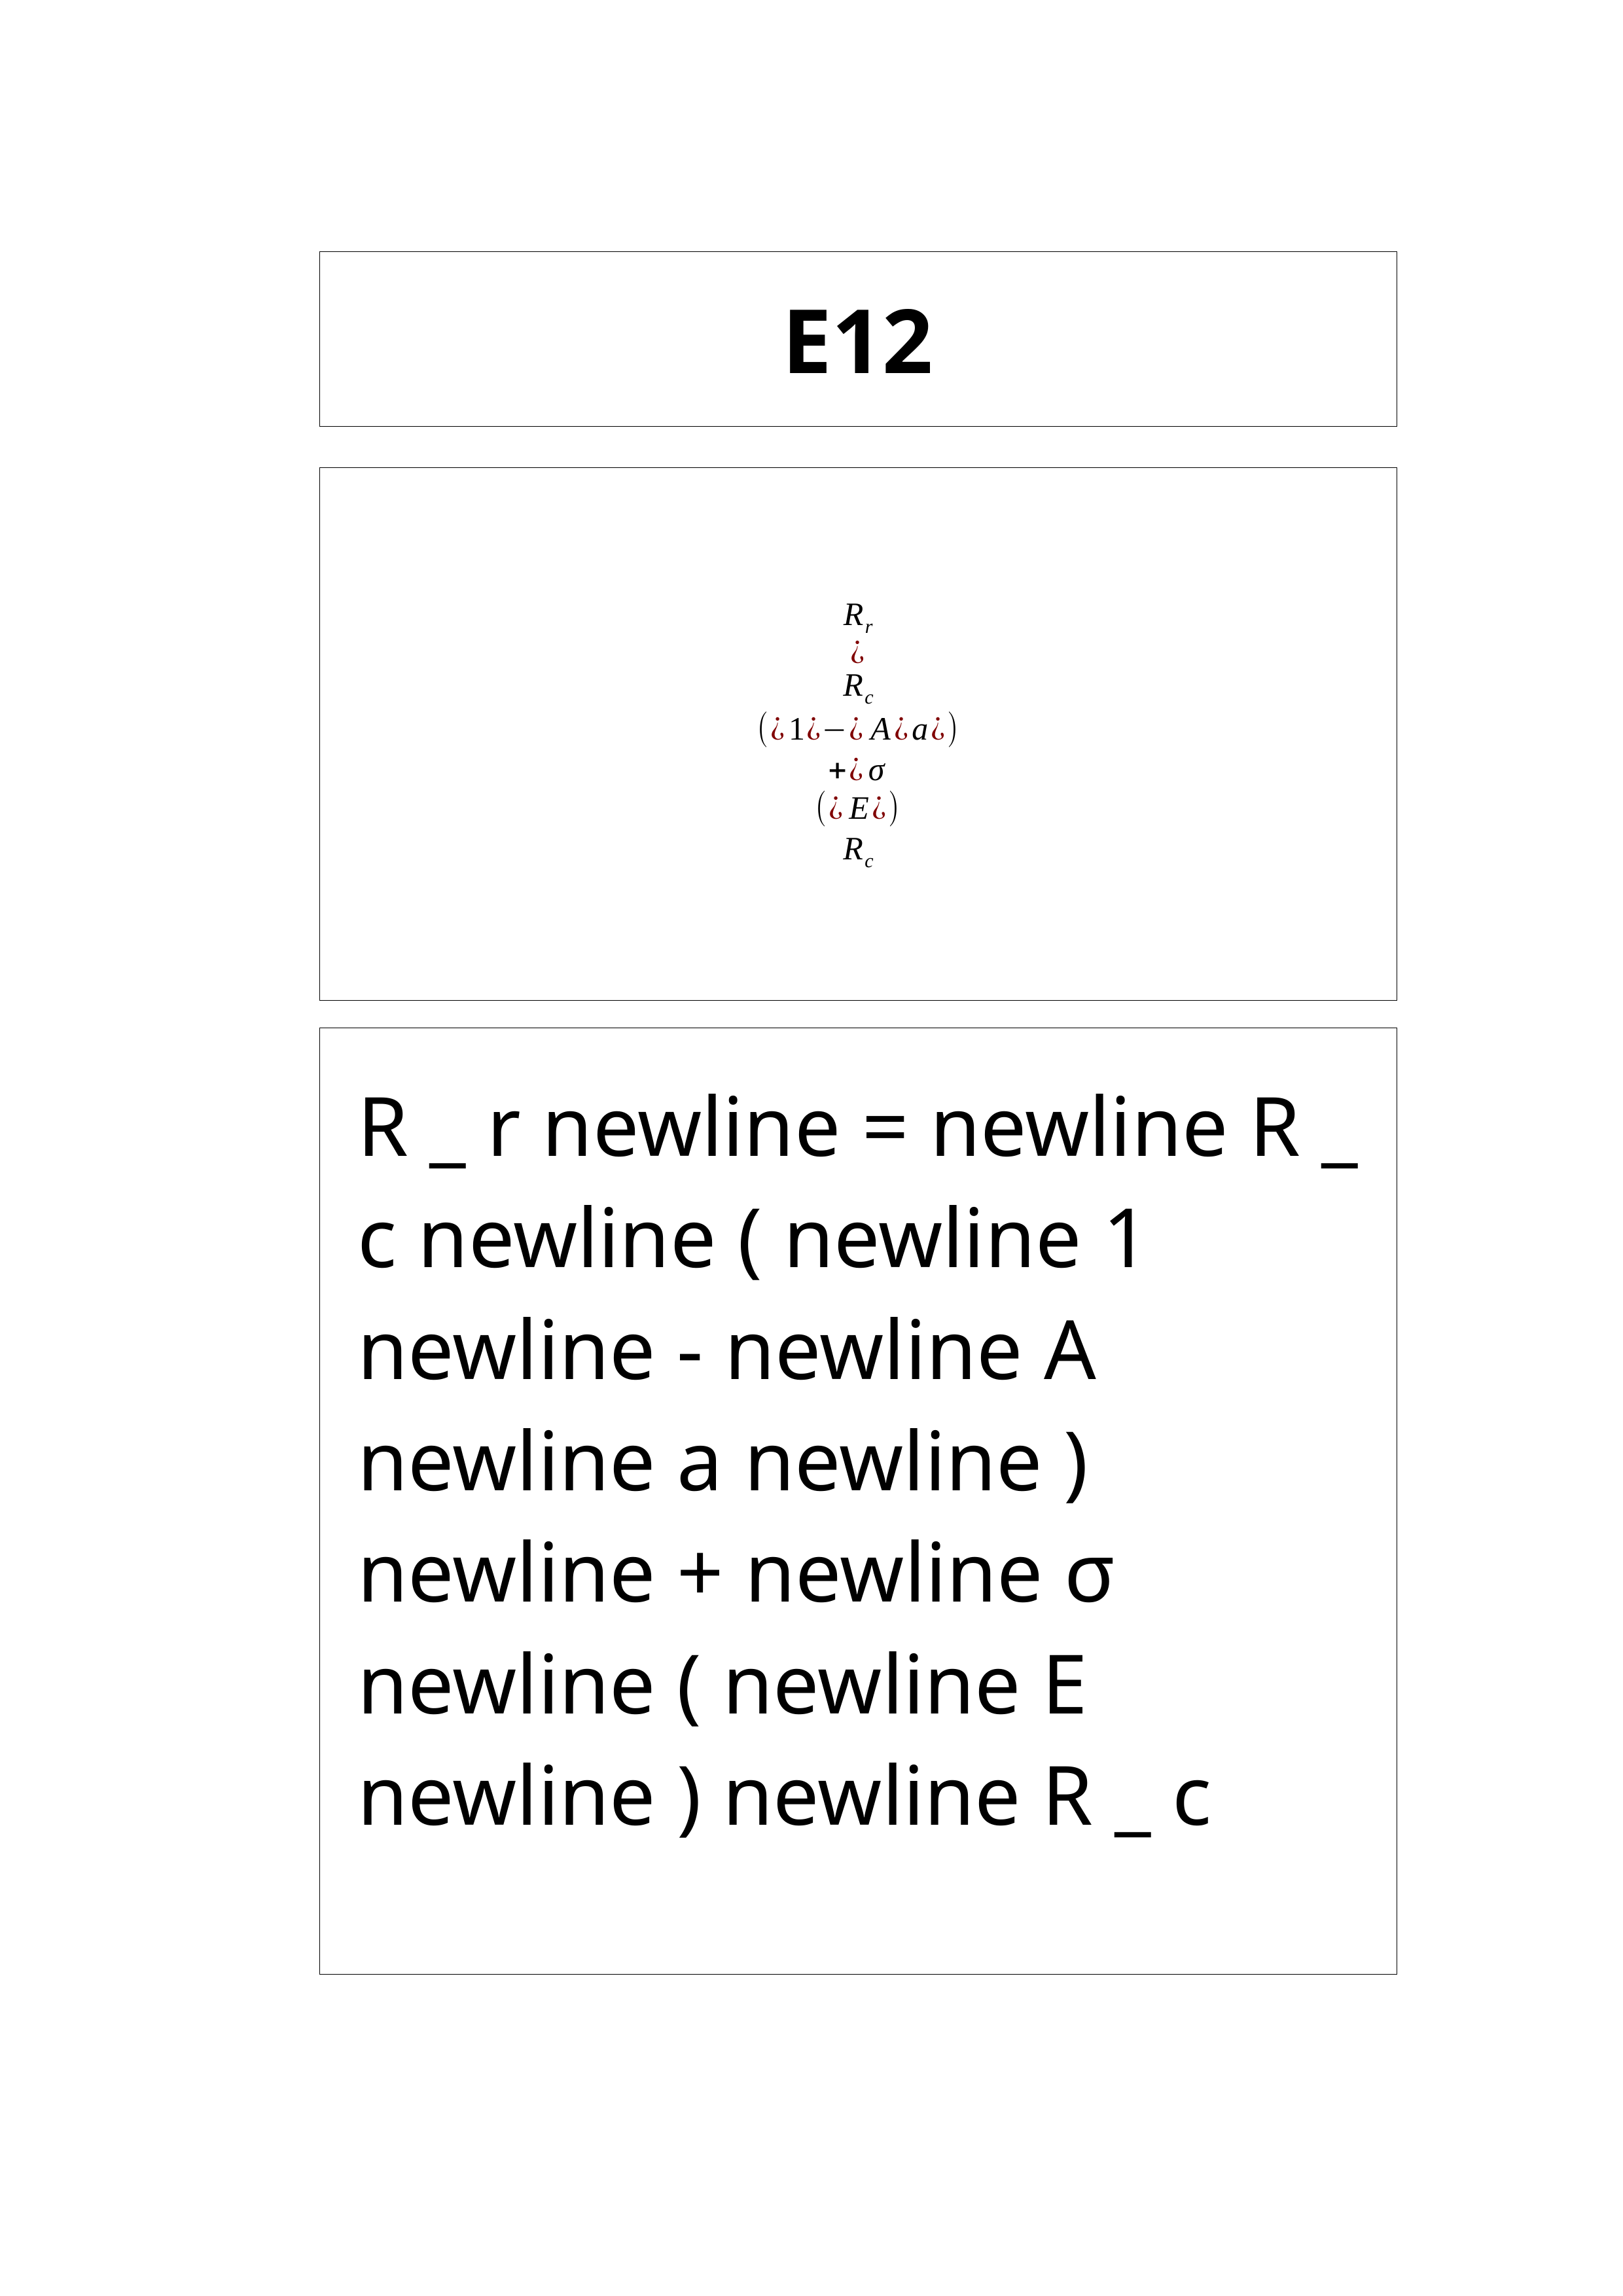 E12
R_r
¿
R_c
(¿1¿−¿A¿a¿)
+¿σ
(¿E¿)
R_c
R _ r newline = newline R _
c newline ( newline 1
newline - newline A
newline a newline )
newline + newline σ
newline ( newline E
newline ) newline R _ c